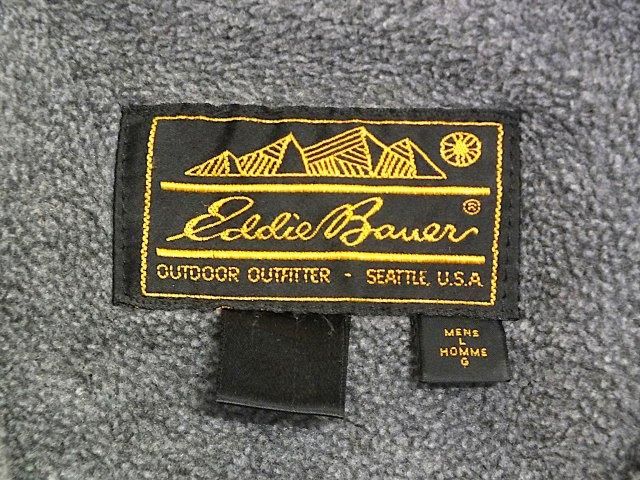 Eddie Bauer®
OUTDOOR OUTFITTER - SEATTLE, U.S.A.
MENS
L
HOMME
G